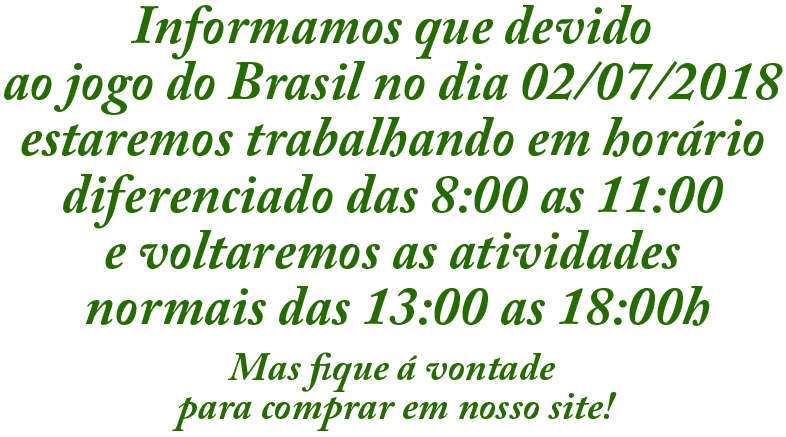 Informamos que devido
ao jogo do Brasil no dia 02/07/2018
estaremos trabalhando em horário
diferenciado das 8:00 as 11:00
e voltaremos as atividades
normais das 13:00 as 18:00h
Mas fique á vontade
para comprar em nosso site!